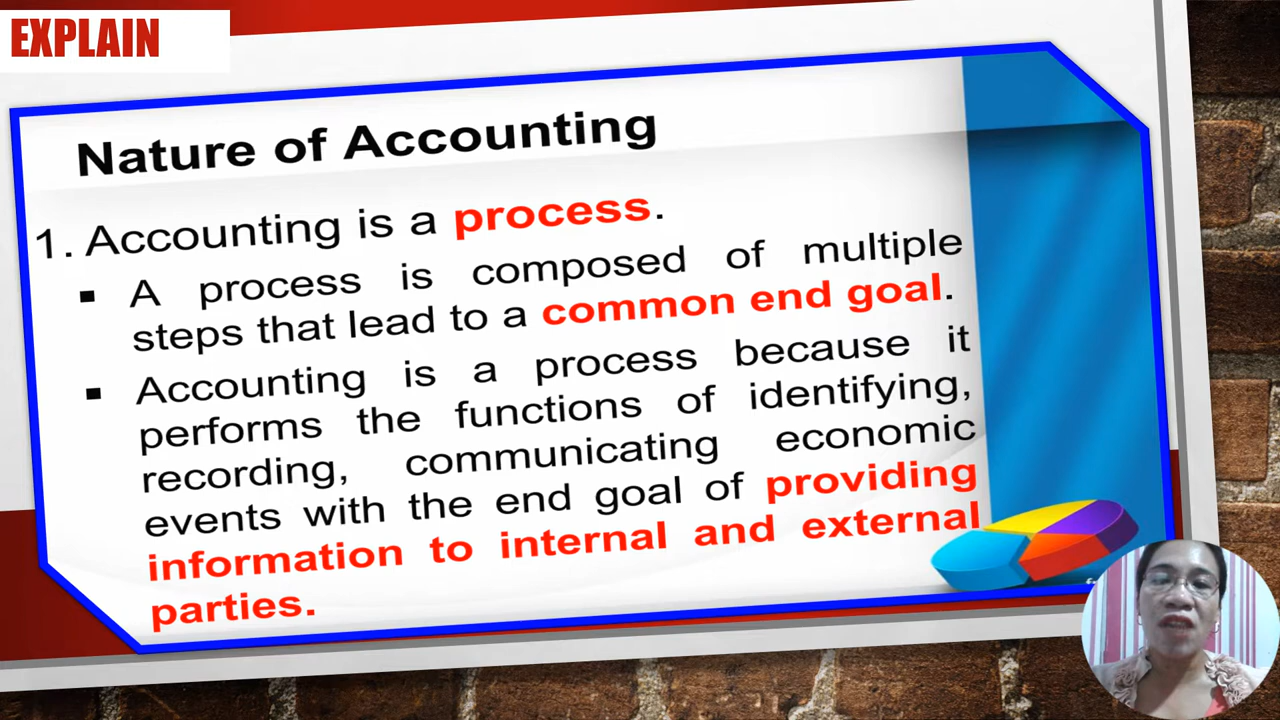 EXPLAIN
Nature of Accounting
1. Accounting is a process.
▪ A process is composed of multiple
steps that lead to a common end goal.
▪ Accounting is a process because it
performs the functions of identifying,
recording, communicating economic
events with the end goal of providing
information to internal and external
parties.